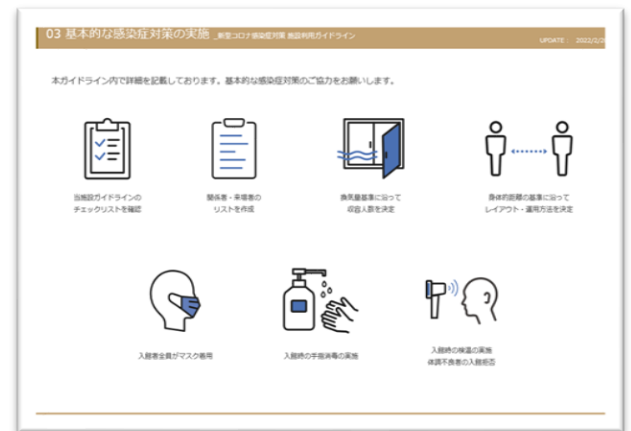 03 基本的な感染症対策の実施 _新型コロナ感染症対策 施設利用ガイドライン
UPDATE : 2022/2/20
本ガイドライン内で詳細を記載しております。基本的な感染症対策のご協力をお願いします。
当施設ガイドラインの
チェックリストを確認
関係者・来場者の
リストを作成
換気量基準に沿って
収容人数を決定
身体的距離の基準に沿って
レイアウト・運用方法を決定
入館者全員がマスク着用
入館時の手指消毒の実施
入館時の検温の実施
体調不良者の入館拒否